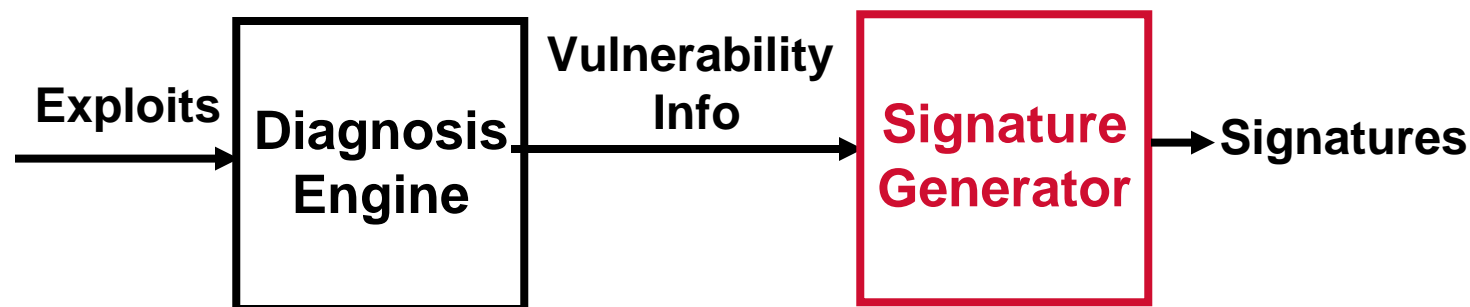 Exploits
Diagnosis
Engine
Vulnerability
Info
Signature
Generator
Signatures